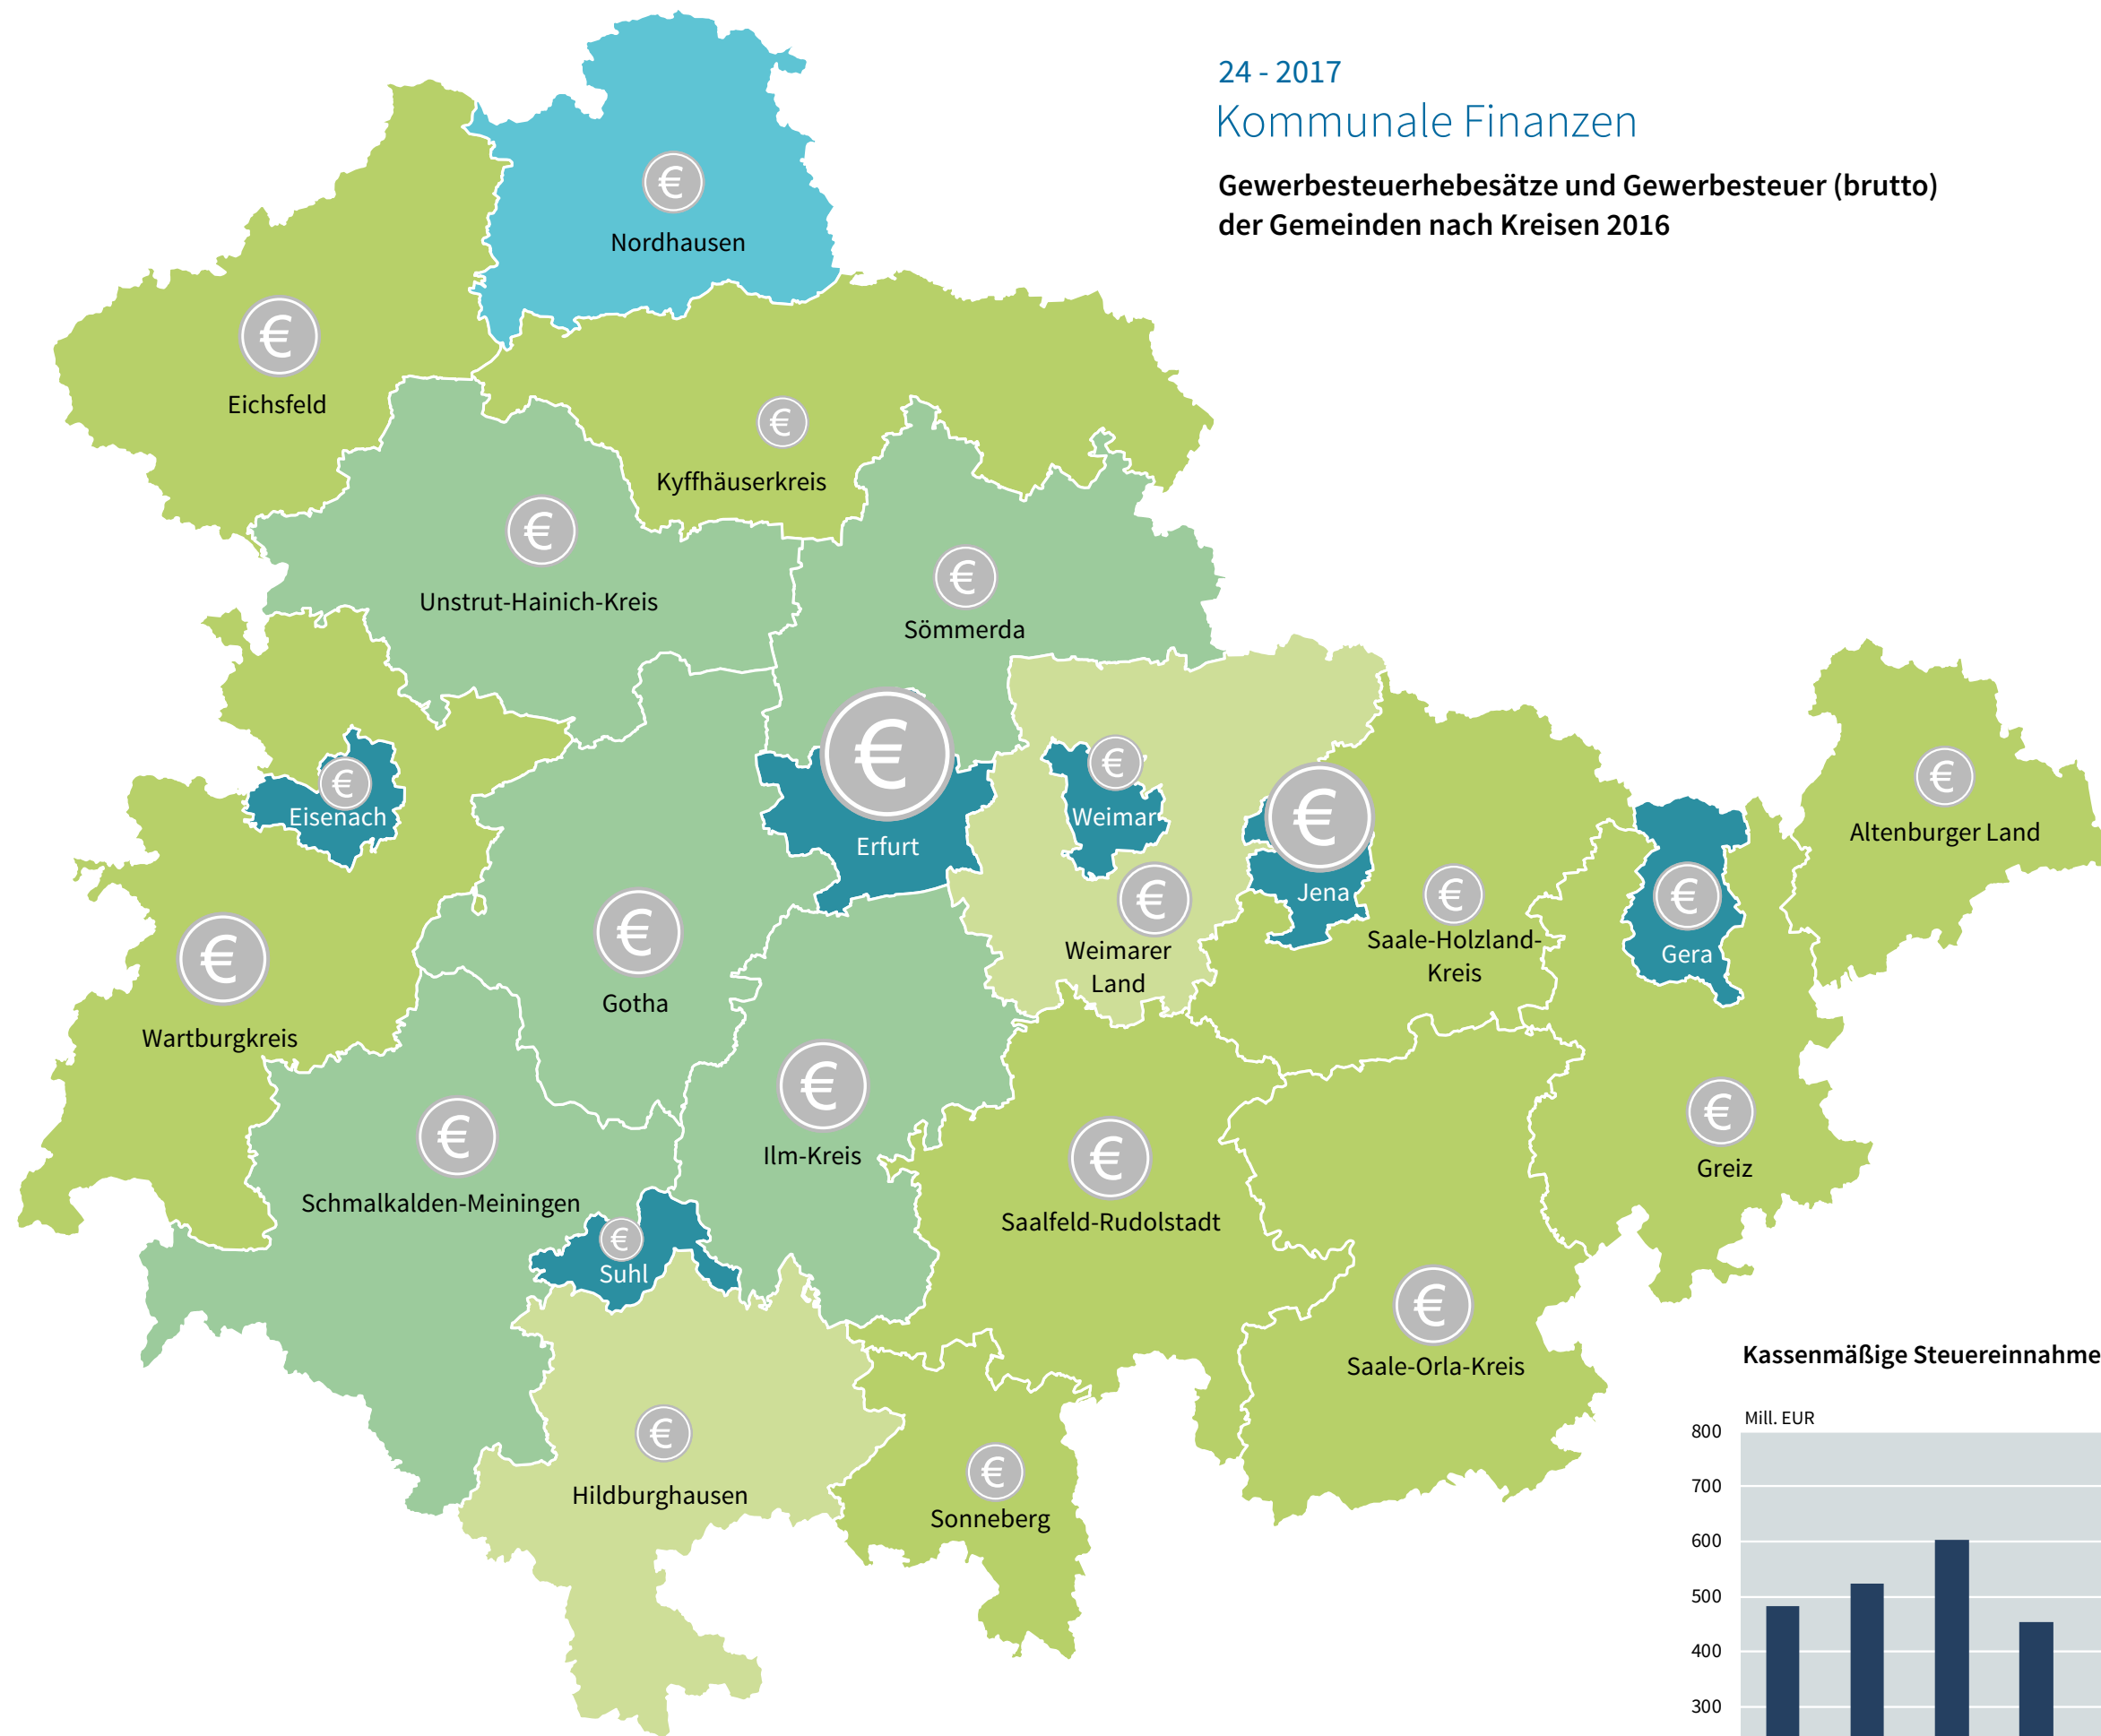 24 - 2017
Kommunale Finanzen
Gewerbesteuerhebesätze und Gewerbesteuer (brutto)
der Gemeinden nach Kreisen 2016
€
Nordhausen
€
Eichsfeld
€
Kyffhäuserkreis
€
Unstrut-Hainich-Kreis
€
Sömmerda
€
Eisenach
€
Erfurt
€
Weimar
€
Jena
€
Altenburger Land
€
Weimarer
Land
€
Saale-Holzland-
Kreis
€
Gera
€
Gotha
€
Wartburgkreis
€
Ilm-Kreis
€
Schmalkalden-Meiningen
€
Saalfeld-Rudolstadt
€
Greiz
€
Suhl
€
Saale-Orla-Kreis
€
Hildburghausen
€
Sonneberg
Kassenmäßige Steuereinnahme
Mill. EUR
800
700
600
500
400
300